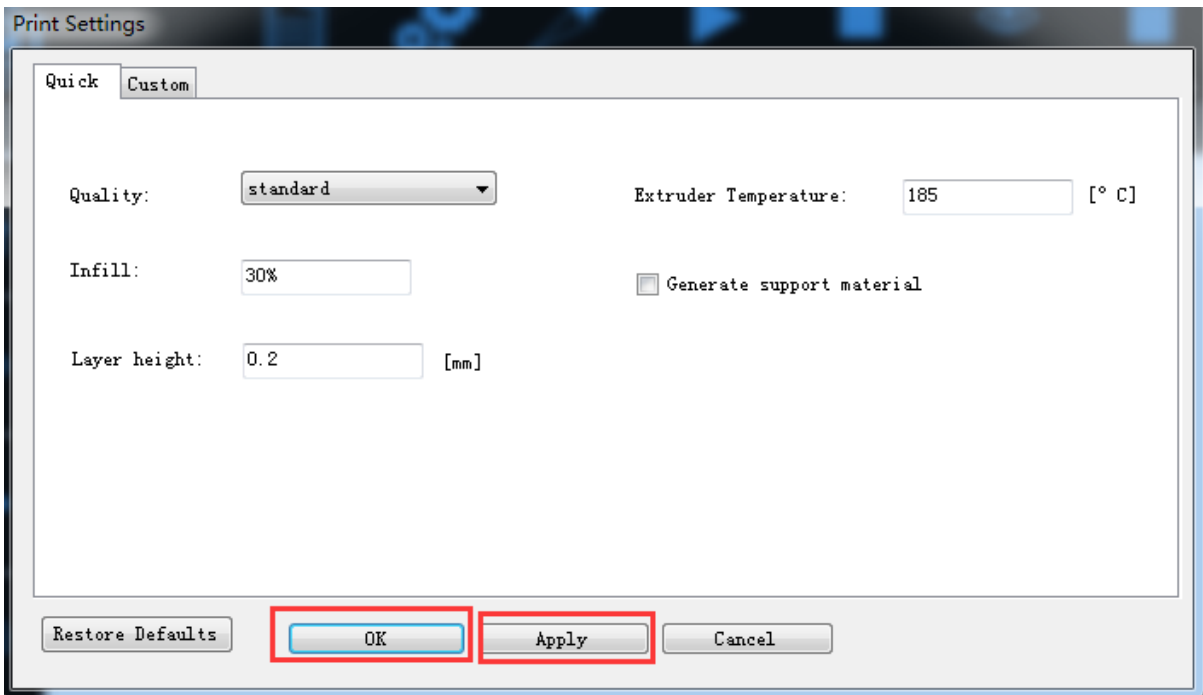 Print Settings
Quick Custom
Quality: standard Extruder Temperature: 185 [° C]
Infill: 30% Generate support material
Layer height: 0.2 [mm]
Restore Defaults OK Apply Cancel